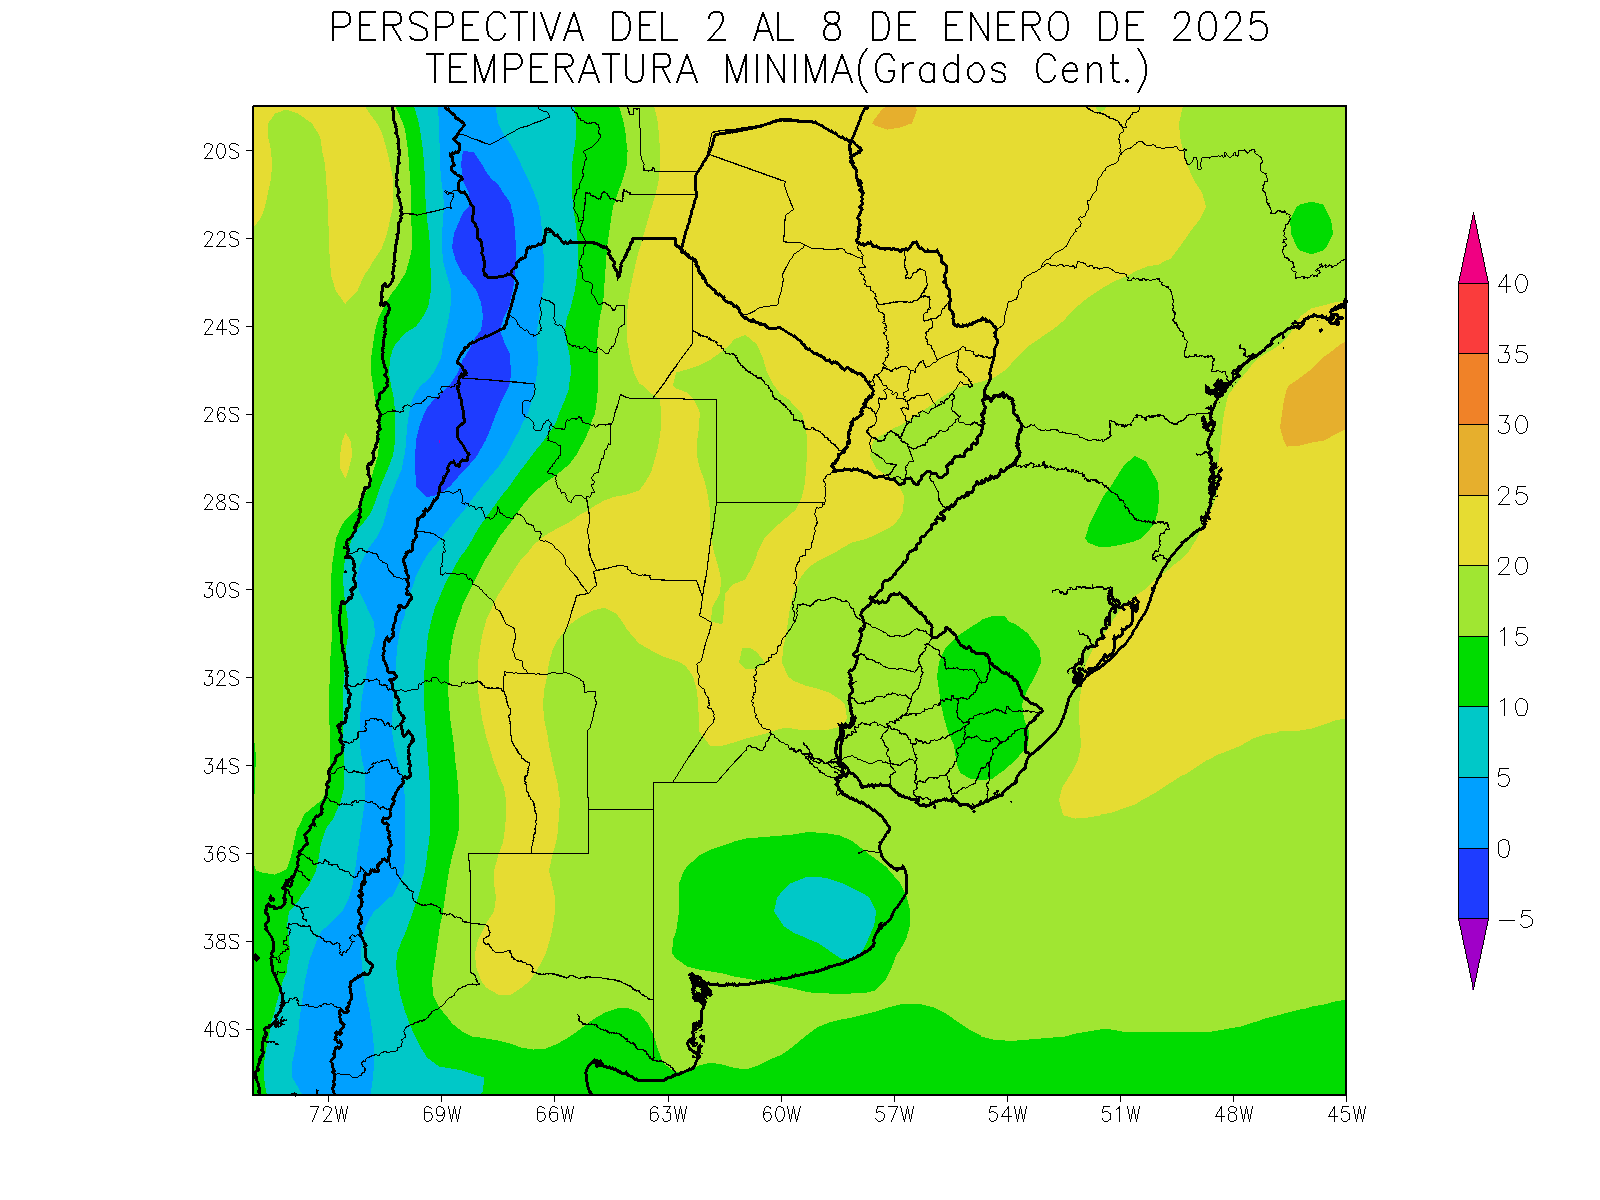 PERSPECTIVA DEL 2 AL 8 DE ENERO DE 2025
TEMPERATURA MINIMA(Grados Cent.)
20S
22S
24S
26S
28S
30S
32S
34S
36S
38S
40S
72W 69W 66W 63W 60W 57W 54W 51W 48W 45W
40
35
30
25
20
15
10
5
0
-5